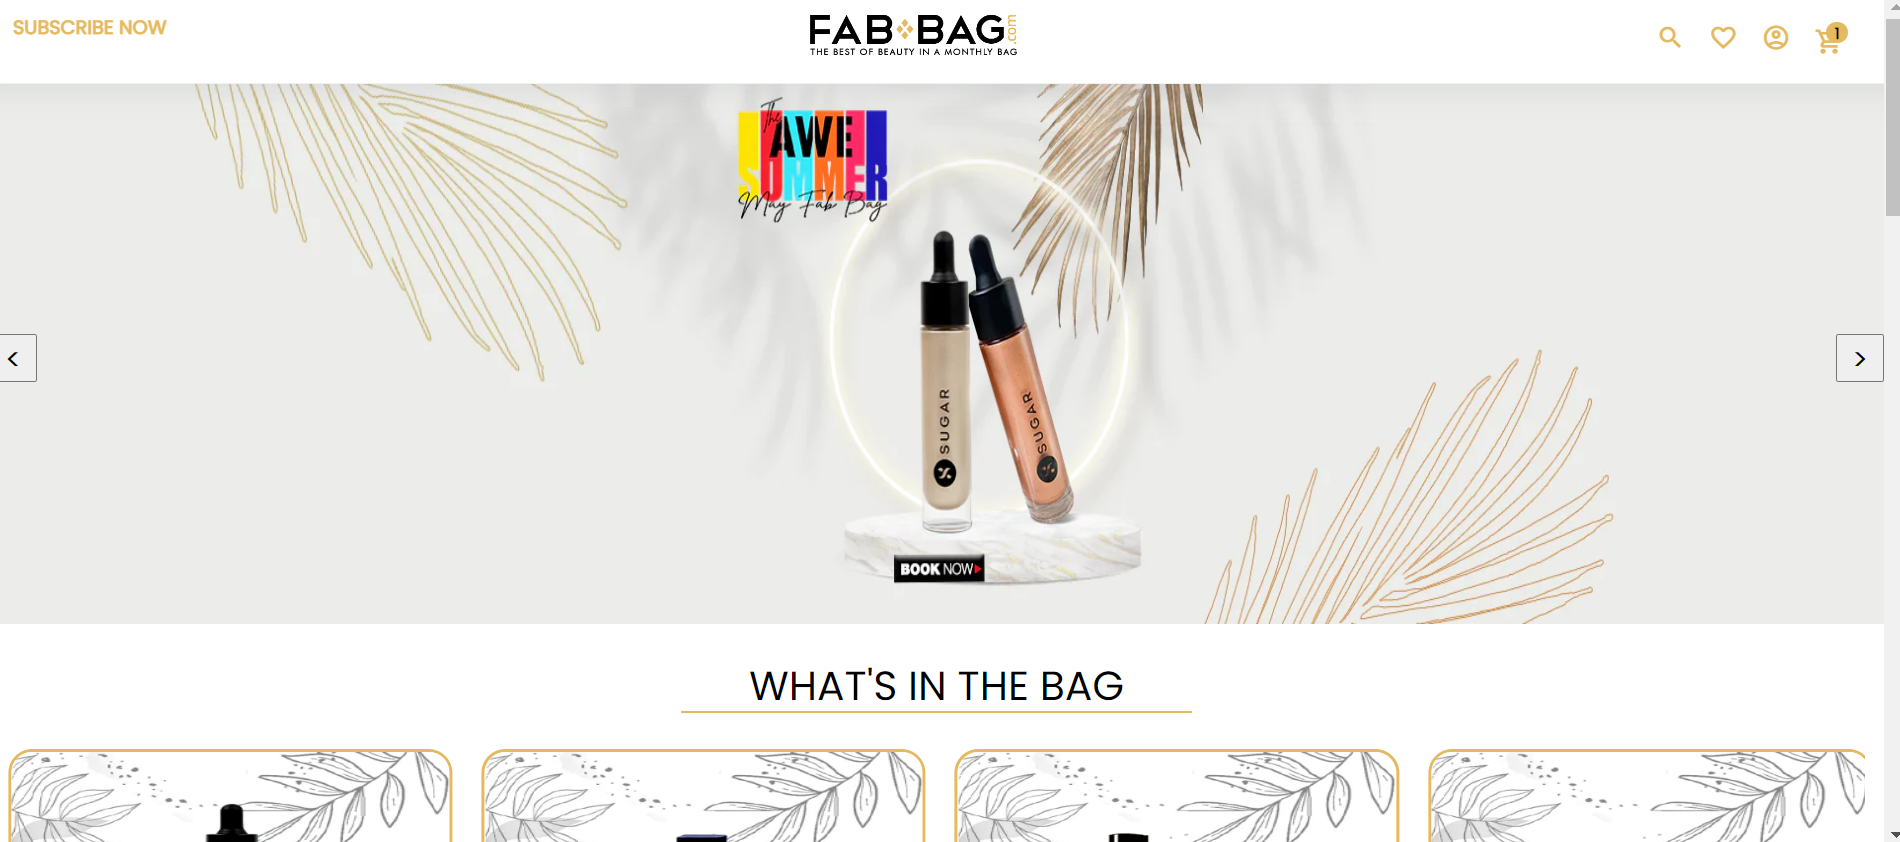 SUBSCRIBE NOW
FAB BAG .com
THE BEST OF BEAUTY IN A MONTHLY BAG
1
The
AWE
SUMMER
May Fab Bag
SUGAR
SUGAR
BOOK NOW
WHAT'S IN THE BAG